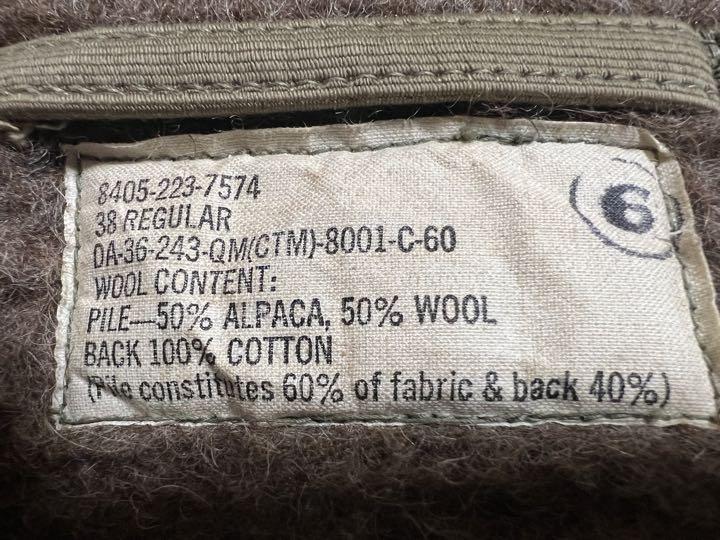 8405-223-7574
38 REGULAR
DA-36-243-QM(CTM)-8001-C-60
WOOL CONTENT:
PILE—50% ALPACA, 50% WOOL
BACK 100% COTTON
(Pile constitutes 60% of fabric & back 40%)
6